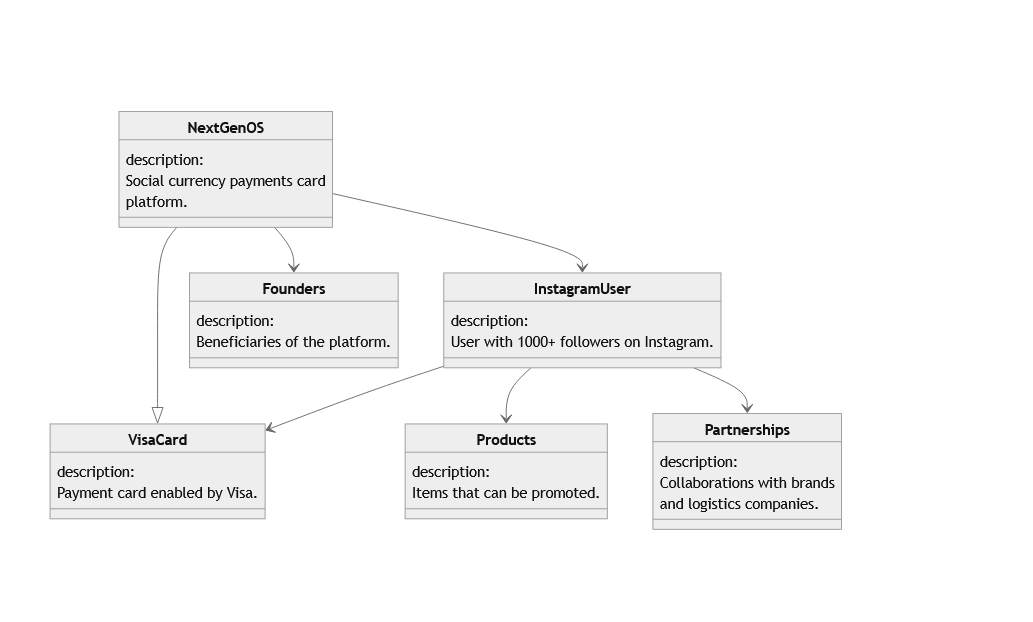 NextGenOS
description:
Social currency payments card
platform.
Founders
description:
Beneficiaries of the platform.
InstagramUser
description:
User with 1000+ followers on Instagram.
VisaCard
description:
Payment card enabled by Visa.
Products
description:
Items that can be promoted.
Partnerships
description:
Collaborations with brands
and logistics companies.